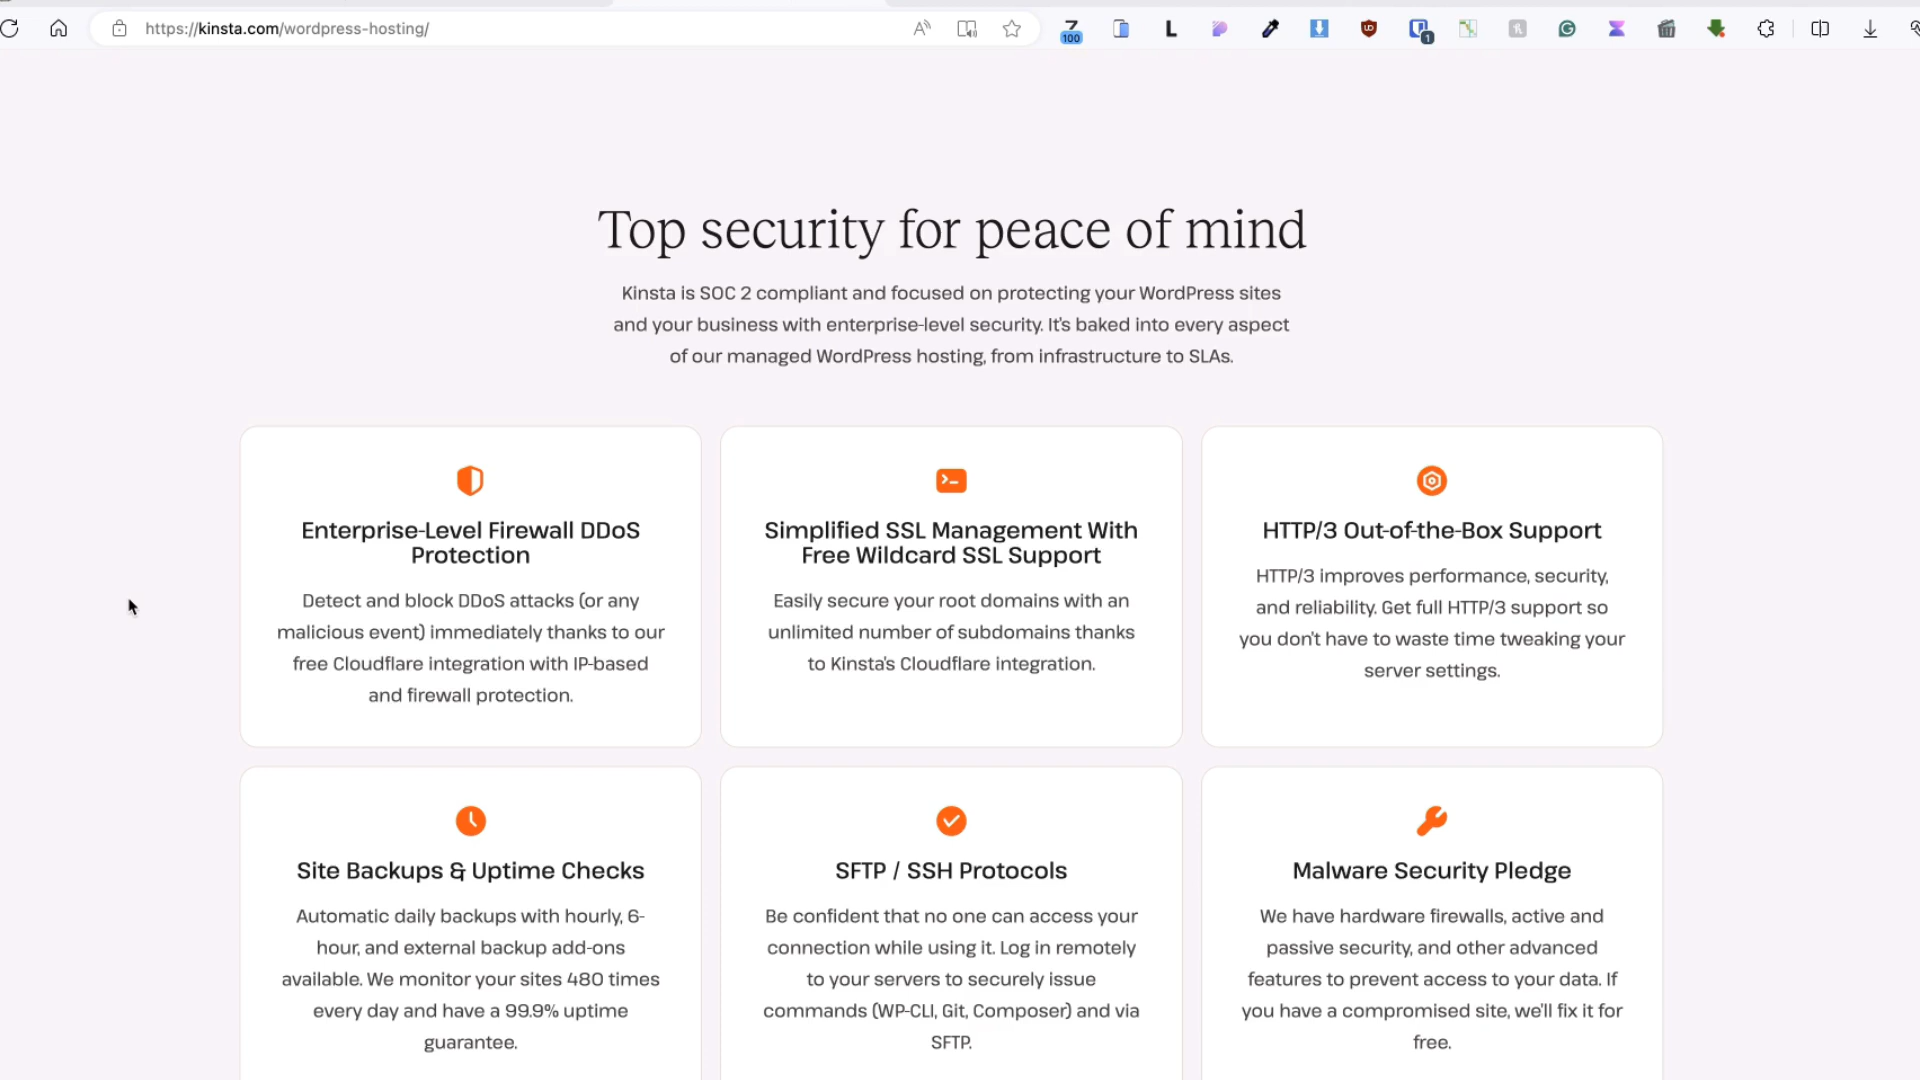 https://kinsta.com/wordpress-hosting/
100
1
Top security for peace of mind
Kinsta is SOC 2 compliant and focused on protecting your WordPress sites
and your business with enterprise-level security. It's baked into every aspect
of our managed WordPress hosting, from infrastructure to SLAs.
Enterprise-Level Firewall DDoS
Protection
Detect and block DDoS attacks (or any
malicious event) immediately thanks to our
free Cloudflare integration with IP-based
and firewall protection.
Simplified SSL Management With
Free Wildcard SSL Support
Easily secure your root domains with an
unlimited number of subdomains thanks
to Kinsta's Cloudflare integration.
HTTP/3 Out-of-the-Box Support
HTTP/3 improves performance, security,
and reliability. Get full HTTP/3 support so
you don't have to waste time tweaking your
server settings.
Site Backups & Uptime Checks
Automatic daily backups with hourly, 6-
hour, and external backup add-ons
available. We monitor your sites 480 times
every day and have a 99.9% uptime
guarantee.
SFTP / SSH Protocols
Be confident that no one can access your
connection while using it. Log in remotely
to your servers to securely issue
commands (WP-CLI, Git, Composer) and via
SFTP.
Malware Security Pledge
We have hardware firewalls, active and
passive security, and other advanced
features to prevent access to your data. If
you have a compromised site, we'll fix it for
free.